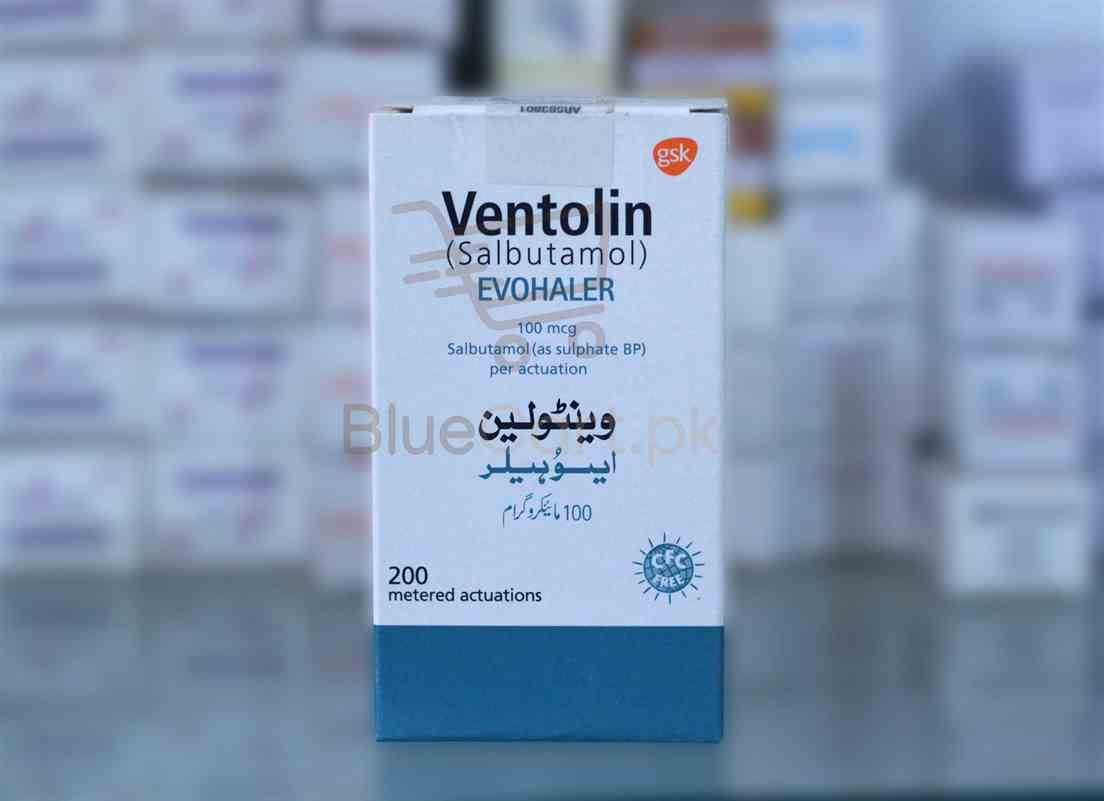 gsk
Ventolin
(Salbutamol)
EVOHALER
100 mcg
Salbutamol (as sulphate BP)
per actuation
وینٹولین
BlueCart.pk
ایوُہیلر
100 مائیکروگرام
200
metered actuations
CFC
FREE